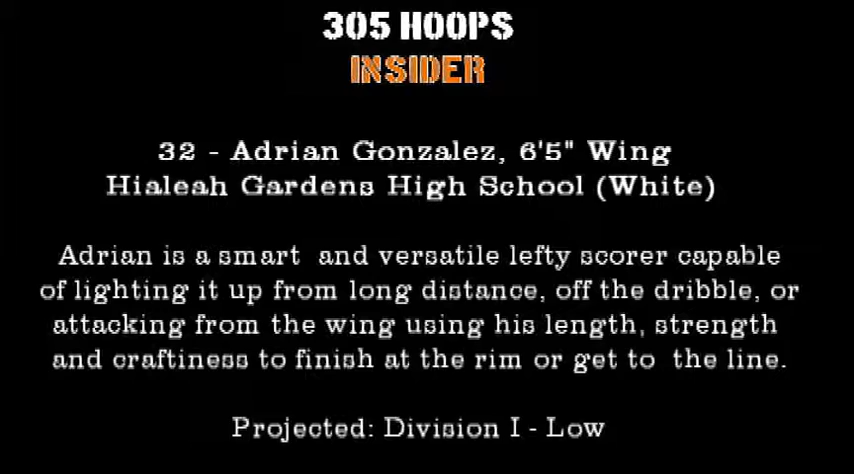 305 HOOPS
INSIDER
32 - Adrian Gonzalez, 6'5" Wing
Hialeah Gardens High School (White)
Adrian is a smart and versatile lefty scorer capable
of lighting it up from long distance, off the dribble, or
attacking from the wing using his length, strength
and craftiness to finish at the rim or get to the line.
Projected: Division I - Low